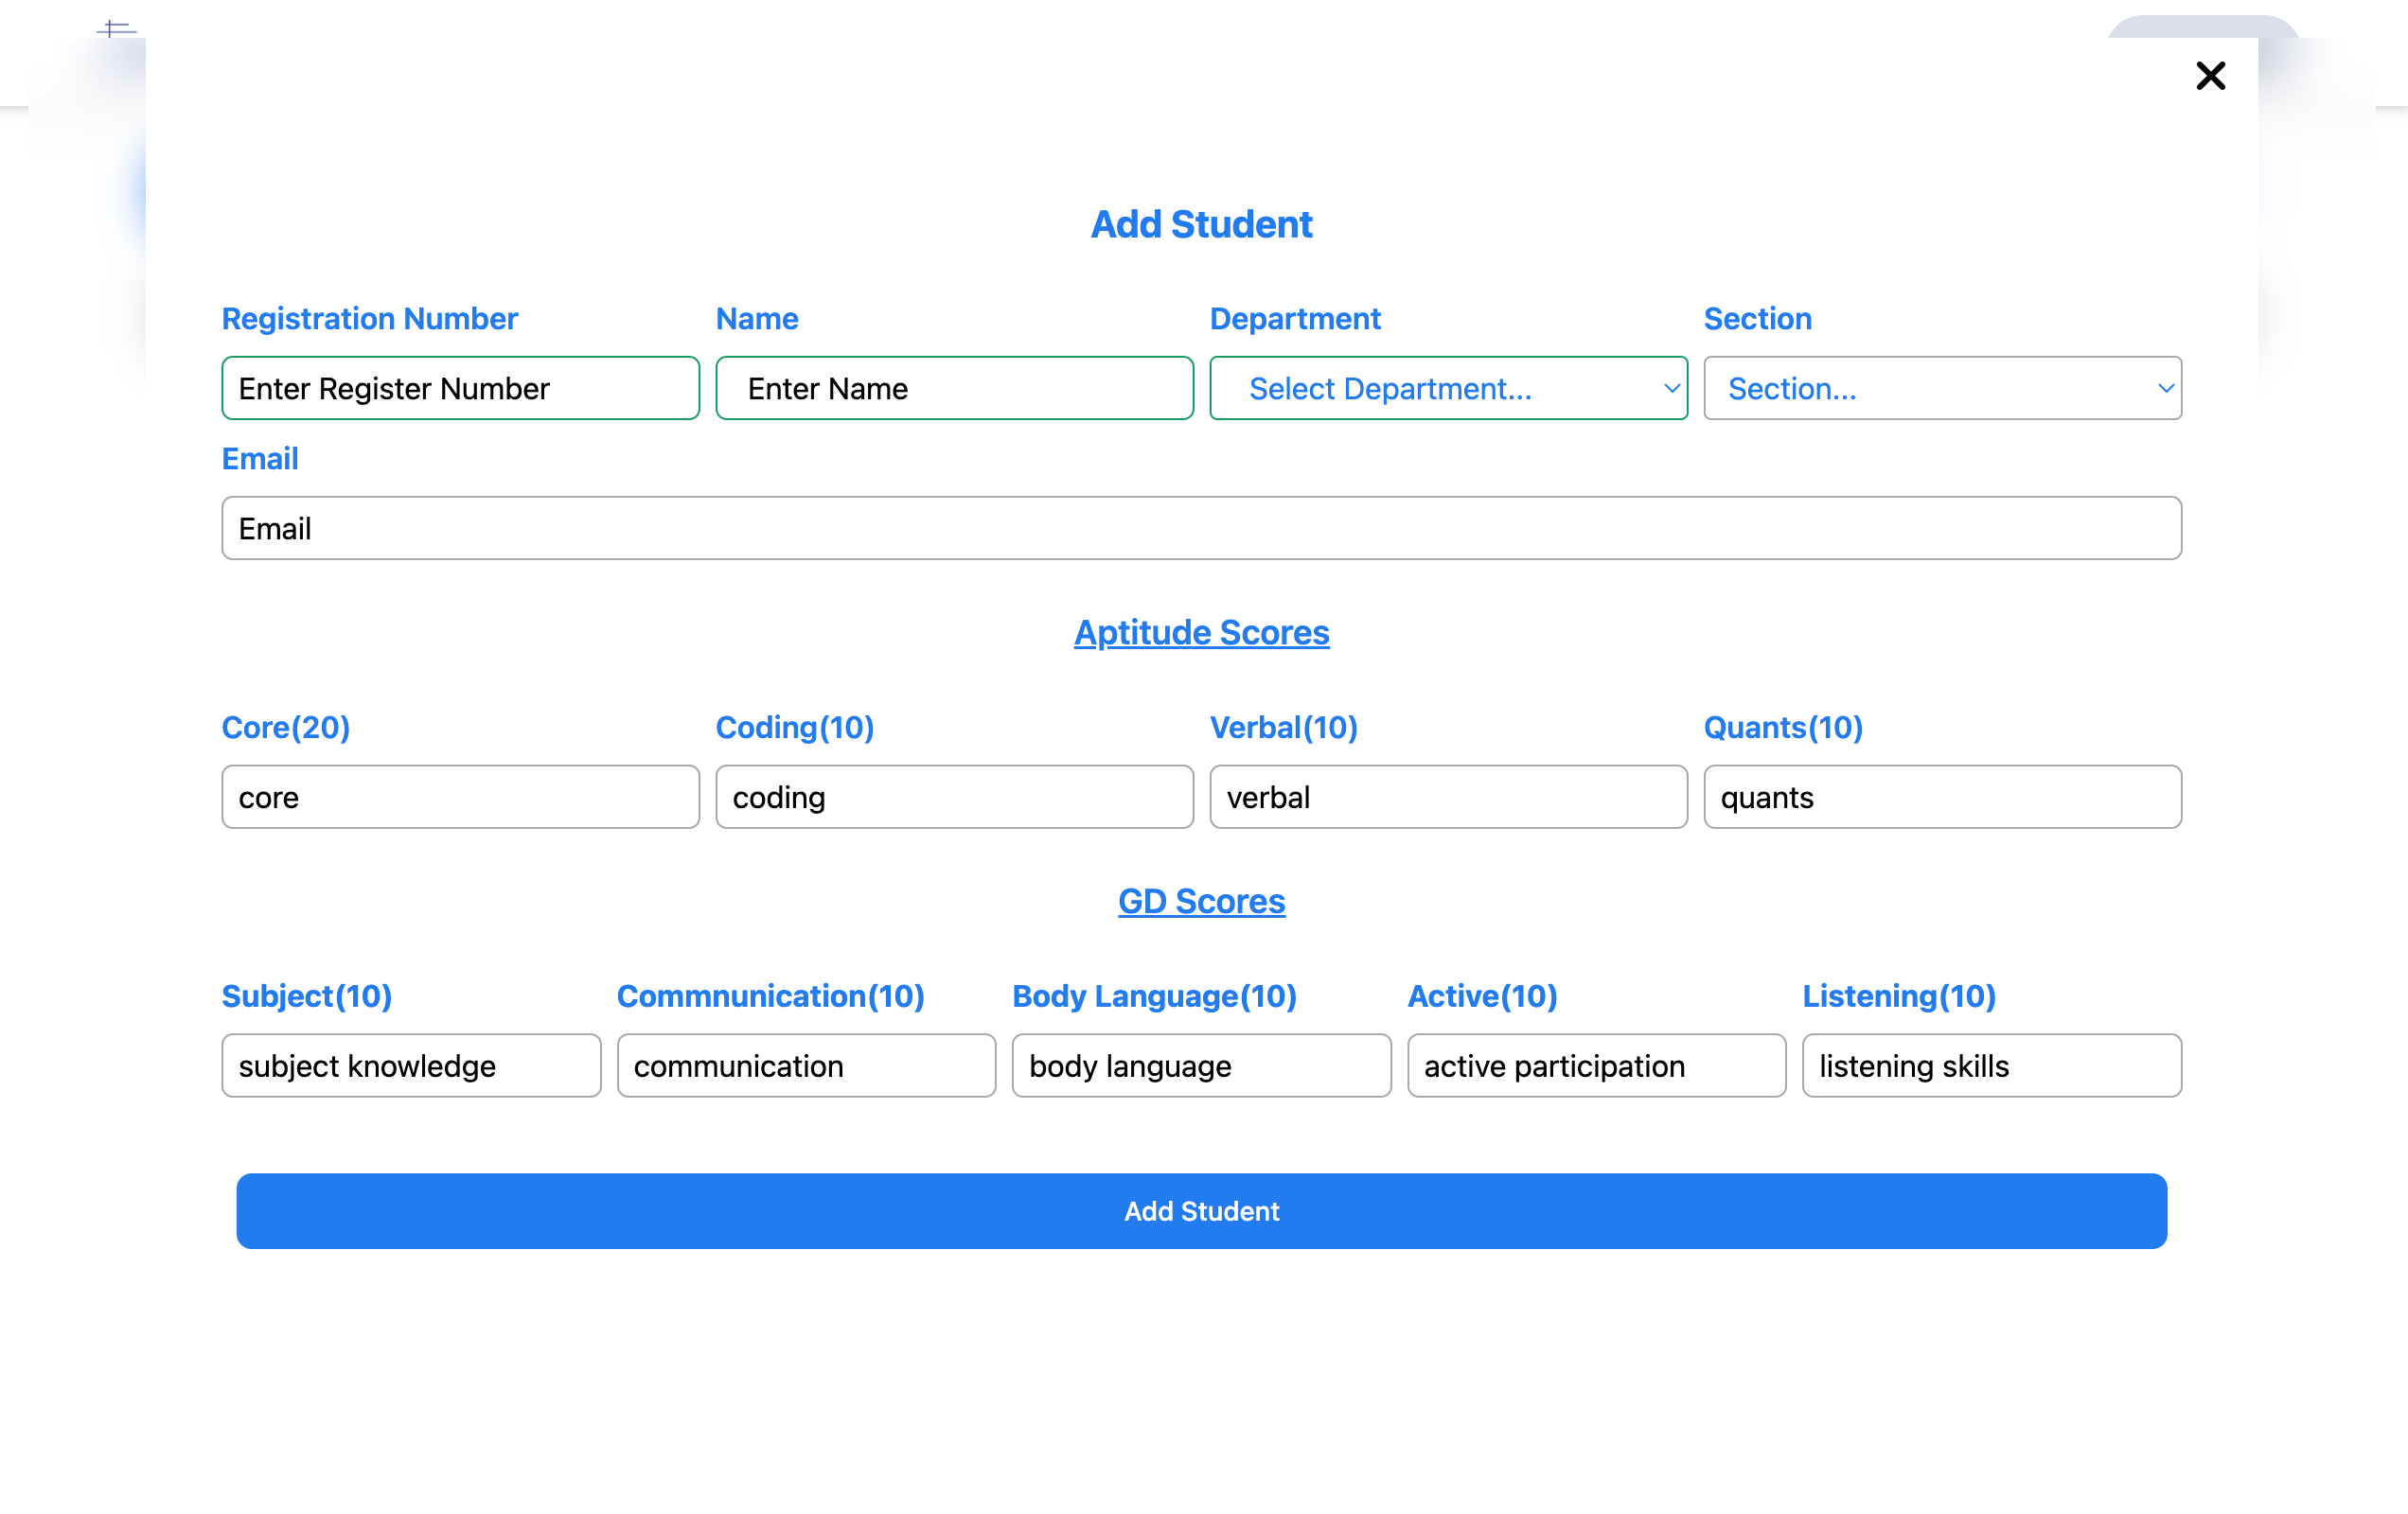 Add Student
Registration Number Name Department Section
Enter Register Number Enter Name Select Department... Section...
Email
Email
Aptitude Scores
Core(20) Coding(10) Verbal(10) Quants(10)
core coding verbal quants
GD Scores
Subject(10) Commnunication(10) Body Language(10) Active(10) Listening(10)
subject knowledge communication body language active participation listening skills
Add Student